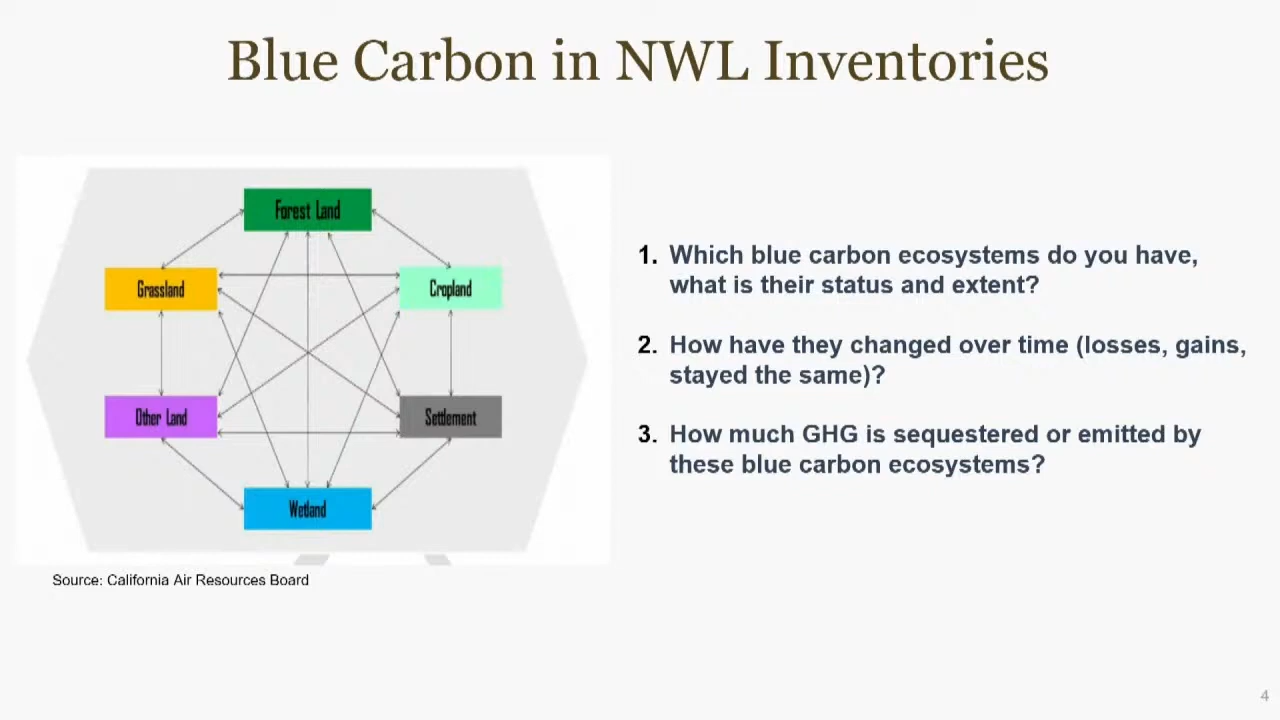 Blue Carbon in NWL Inventories
Forest Land
Grassland
Cropland
Other Land
Settlement
Wetland
Source: California Air Resources Board
1. Which blue carbon ecosystems do you have,
what is their status and extent?
2. How have they changed over time (losses, gains,
stayed the same)?
3. How much GHG is sequestered or emitted by
these blue carbon ecosystems?
4